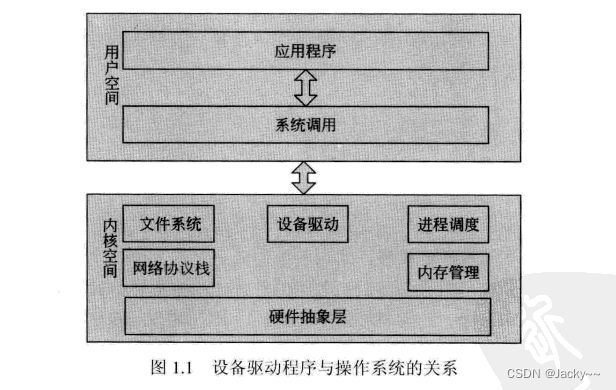 用户空间
应用程序
系统调用
内核空间
文件系统
设备驱动
进程调度
网络协议栈
内存管理
硬件抽象层
图 1.1 设备驱动程序与操作系统的关系
CSDN @Jacky~~